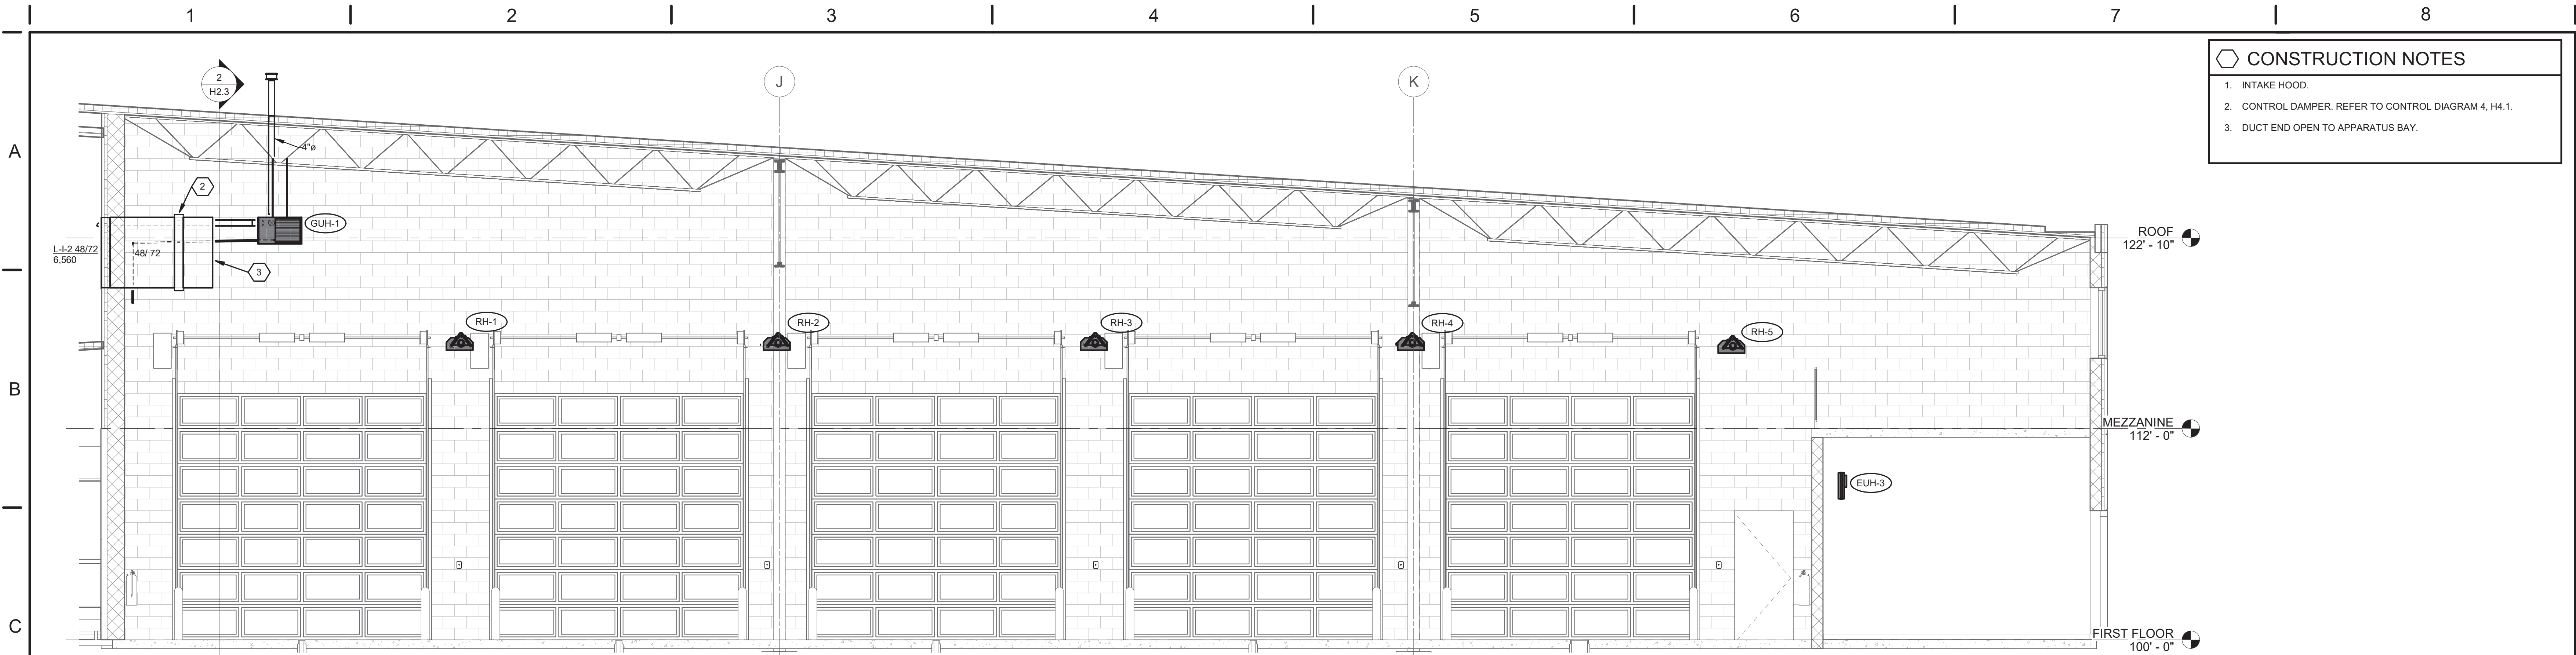 1 2 3 4 5 6 7 8
A
B
C
CONSTRUCTION NOTES
1. INTAKE HOOD.
2. CONTROL DAMPER. REFER TO CONTROL DIAGRAM 4, H4.1.
3. DUCT END OPEN TO APPARATUS BAY.
2
H2.3
J
K
4"ø
2
GUH-1
L-I-2 48/72
6,560
48/ 72
3
ROOF
122' - 10"
RH-1
RH-2
RH-3
RH-4
RH-5
MEZZANINE
112' - 0"
EUH-3
FIRST FLOOR
100' - 0"